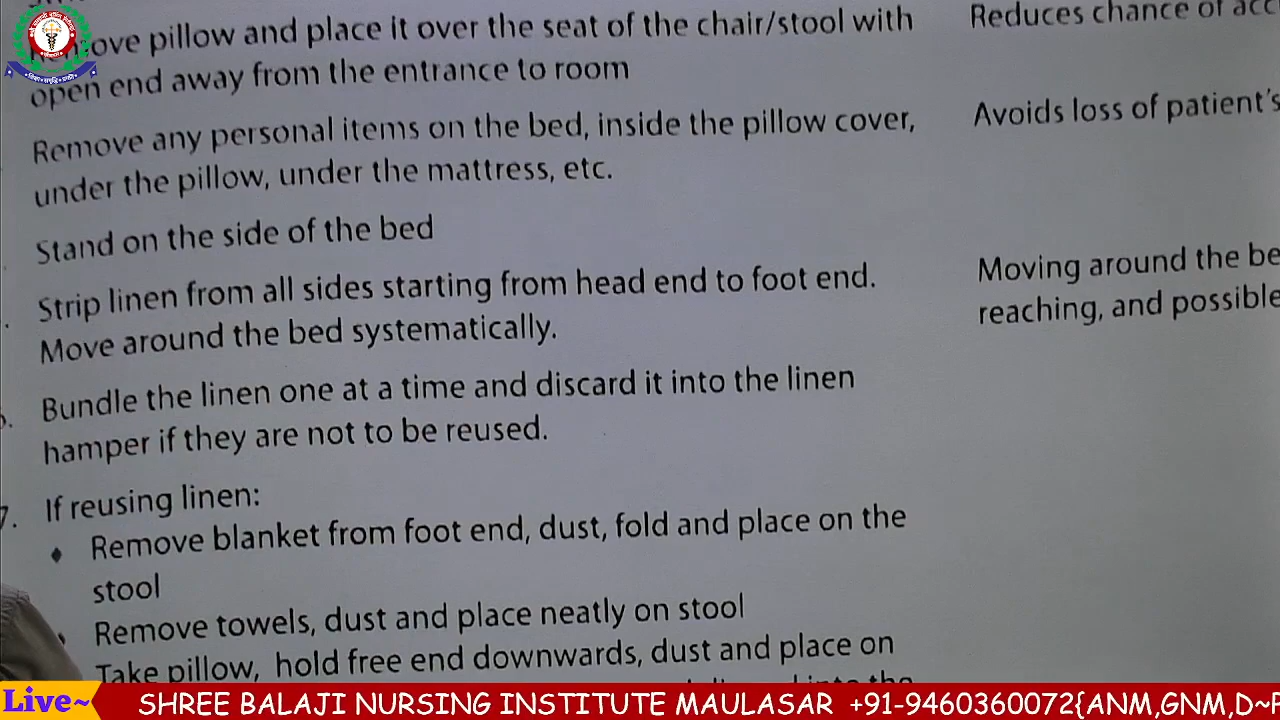 ove pillow and place it over the seat of the chair/stool with
open end away from the entrance to room
Remove any personal items on the bed, inside the pillow cover,
under the pillow, under the mattress, etc.
Stand on the side of the bed
Strip linen from all sides starting from head end to foot end.
Move around the bed systematically.
Bundle the linen one at a time and discard it into the linen
hamper if they are not to be reused.
7. If reusing linen:
♦ Remove blanket from foot end, dust, fold and place on the
stool
Remove towels, dust and place neatly on stool
Take pillow, hold free end downwards, dust and place on
Reduces chance of acc
Avoids loss of patient's
Moving around the be
reaching, and possible
Live~ SHREE BALAJI NURSING INSTITUTE MAULASAR +91-9460360072{ANM,GNM,D~P